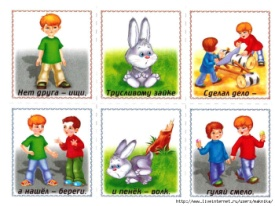 Нет друга – ищи,
Трусливому зайке
Сделал дело –
а нашёл – береги.
и пенёк – волк.
гуляй смело.